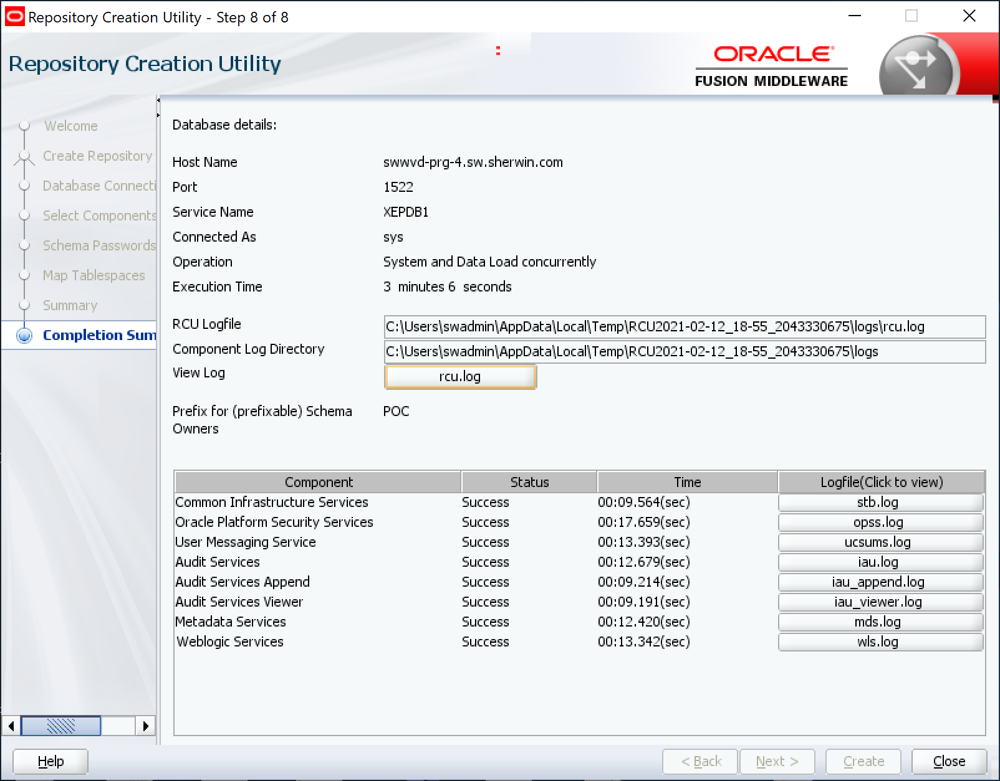 Repository Creation Utility - Step 8 of 8
Repository Creation Utility
ORACLE
FUSION MIDDLEWARE
Welcome
Create Repository
Database Connecti
Select Components
Schema Passwords
Map Tablespaces
Summary
Completion Sum
Database details:
Host Name swwvd-prg-4.sw.sherwin.com
Port 1522
Service Name XEPDB1
Connected As sys
Operation System and Data Load concurrently
Execution Time 3 minutes 6 seconds
RCU Logfile C:\Users\swadmin\AppData\Local\Temp\RCU2021-02-12_18-55_2043330675\logs\rcu.log
Component Log Directory C:\Users\swadmin\AppData\Local\Temp\RCU2021-02-12_18-55_2043330675\logs
View Log rcu.log
Prefix for (prefixable) Schema POC
Owners
Component Status Time Logfile(Click to view)
Common Infrastructure Services Success 00:09.564(sec) stb.log
Oracle Platform Security Services Success 00:17.659(sec) opss.log
User Messaging Service Success 00:13.393(sec) ucsums.log
Audit Services Success 00:12.679(sec) iau.log
Audit Services Append Success 00:09.214(sec) iau_append.log
Audit Services Viewer Success 00:09.191(sec) iau_viewer.log
Metadata Services Success 00:12.420(sec) mds.log
Weblogic Services Success 00:13.342(sec) wls.log
Help < Back Next > Create Close